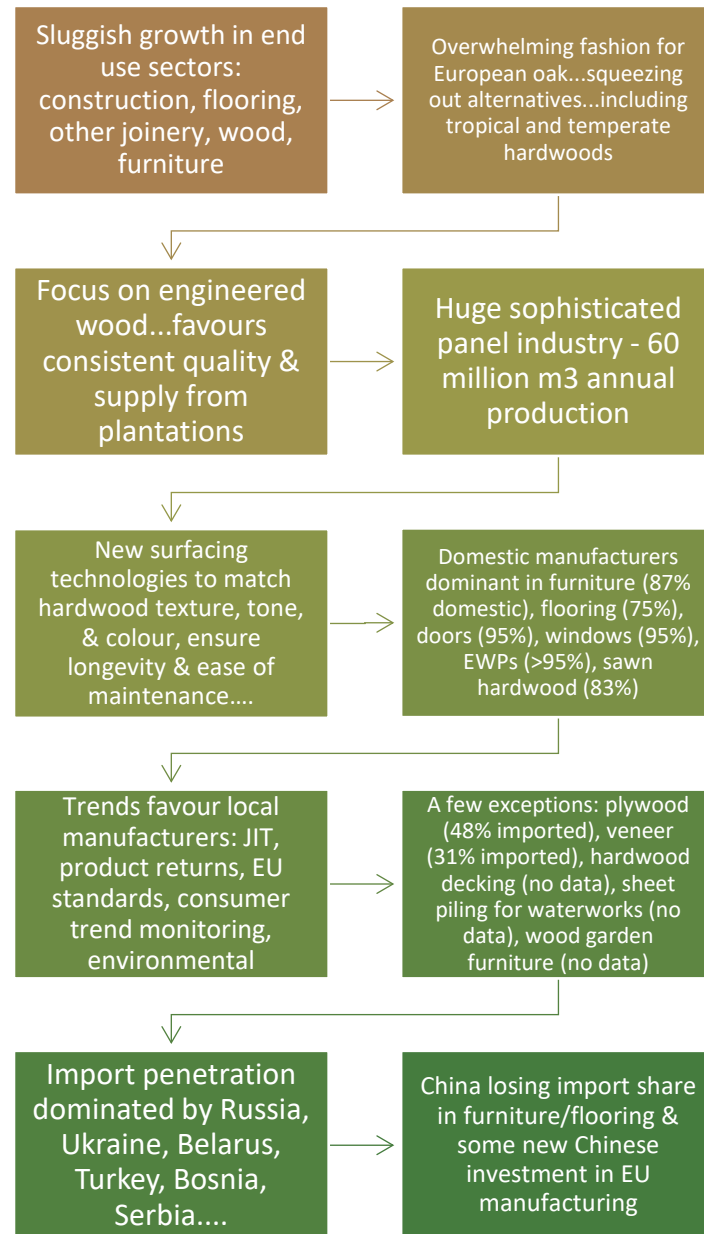 Sluggish growth in end
use sectors:
construction, flooring,
other joinery, wood,
furniture
Overwhelming fashion for
European oak...squeezing
out alternatives...including
tropical and temperate
hardwoods
Focus on engineered
wood...favours
consistent quality &
supply from
plantations
Huge sophisticated
panel industry - 60
million m3 annual
production
New surfacing
technologies to match
hardwood texture, tone,
& colour, ensure
longevity & ease of
maintenance....
Domestic manufacturers
dominant in furniture (87%
domestic), flooring (75%),
doors (95%), windows (95%),
EWPs (>95%), sawn
hardwood (83%)
Trends favour local
manufacturers: JIT,
product returns, EU
standards, consumer
trend monitoring,
environmental
A few exceptions: plywood
(48% imported), veneer
(31% imported), hardwood
decking (no data), sheet
piling for waterworks (no
data), wood garden
furniture (no data)
Import penetration
dominated by Russia,
Ukraine, Belarus,
Turkey, Bosnia,
Serbia....
China losing import share
in furniture/flooring &
some new Chinese
investment in EU
manufacturing